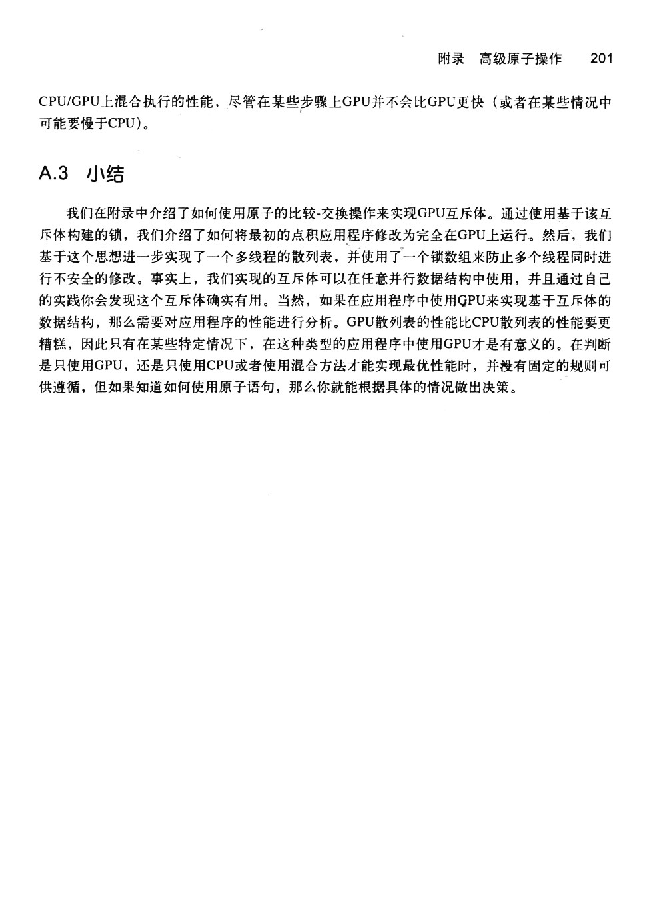 附录 高级原子操作 201
CPU/GPU上混合执行的性能，尽管在某些步骤上GPU并不会比GPU更快（或者在某些情况中
可能要慢于CPU）。
A.3 小结
我们在附录中介绍了如何使用原子的比较-交换操作来实现GPU互斥体。通过使用基于该互
斥体构建的锁，我们介绍了如何将最初的点积应用程序修改为完全在GPU上运行。然后，我们
基于这个思想进一步实现了一个多线程的散列表，并使用了一个锁数组来防止多个线程同时进
行不安全的修改。事实上，我们实现的互斥体可以在任意并行数据结构中使用，并且通过自己
的实践你会发现这个互斥体确实有用。当然，如果在应用程序中使用GPU来实现基于互斥体的
数据结构，那么需要对应用程序的性能进行分析。GPU散列表的性能比CPU散列表的性能要更
糟糕，因此只有在某些特定情况下，在这种类型的应用程序中使用GPU才是有意义的。在判断
是只使用GPU，还是只使用CPU或者使用混合方法才能实现最优性能时，并没有固定的规则可
供遵循，但如果知道如何使用原子语句，那么你就能根据具体的情况做出决策。